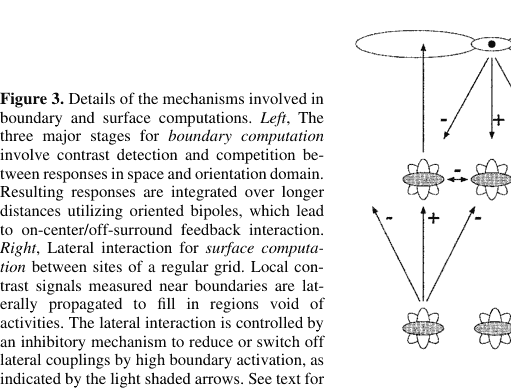 Figure 3. Details of the mechanisms involved in
boundary and surface computations. Left, The
three major stages for boundary computation
involve contrast detection and competition be-
tween responses in space and orientation domain.
Resulting responses are integrated over longer
distances utilizing oriented bipoles, which lead
to on-center/off-surround feedback interaction.
Right, Lateral interaction for surface computa-
tion between sites of a regular grid. Local con-
trast signals measured near boundaries are lat-
erally propagated to fill in regions void of
activities. The lateral interaction is controlled by
an inhibitory mechanism to reduce or switch off
lateral couplings by high boundary activation, as
indicated by the light shaded arrows. See text for
- +
-
- + -